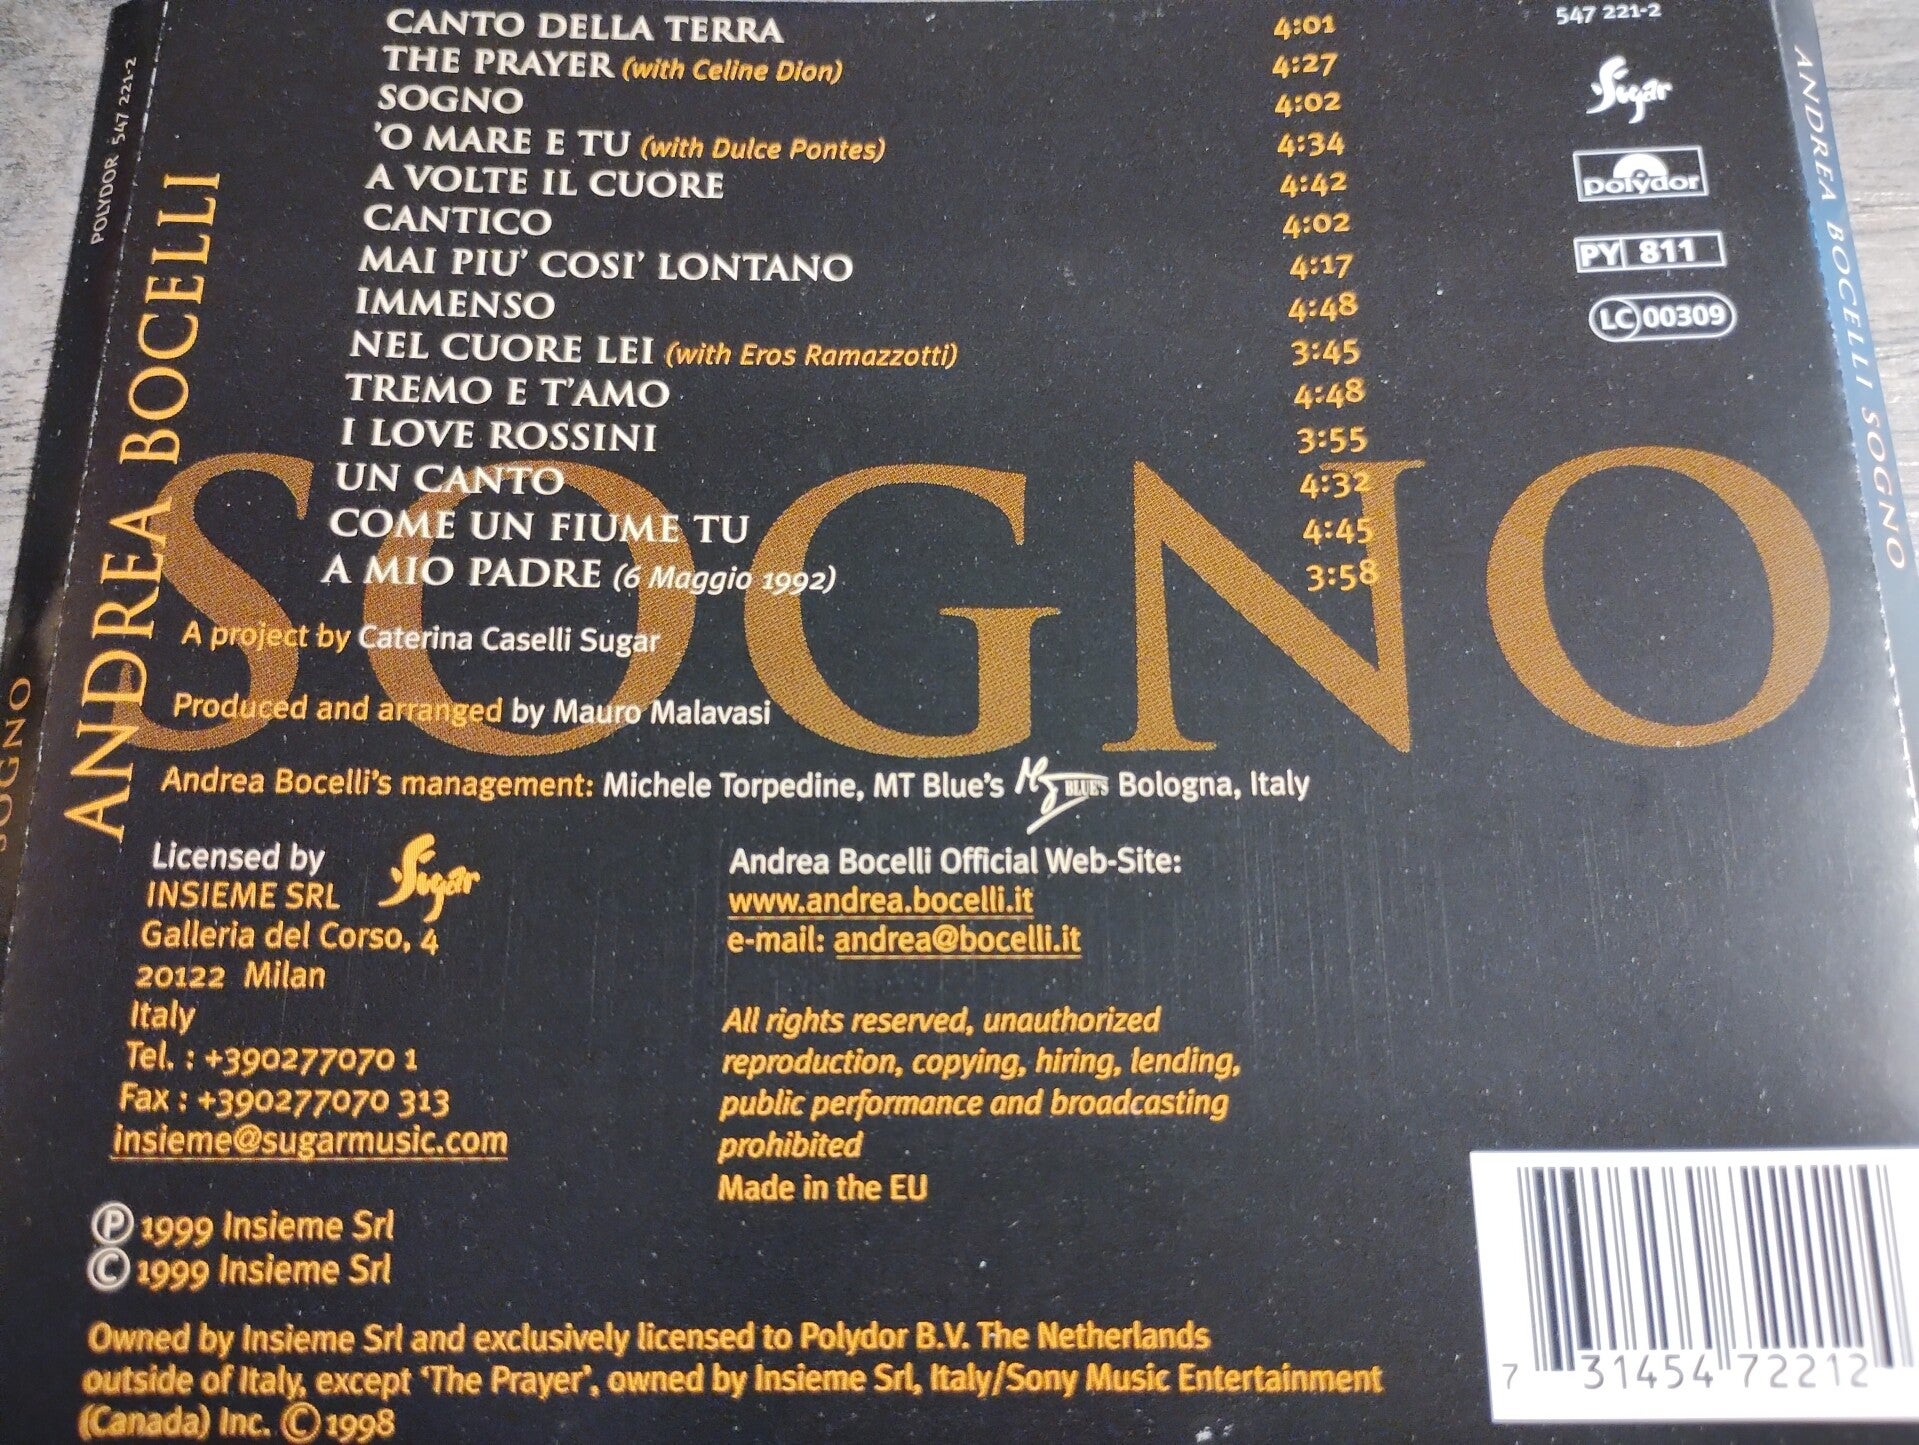 CANTO DELLA TERRA 4:01
THE PRAYER (with Celine Dion) 4:27
SOGNO 4:02
'O MARE E TU (with Dulce Pontes) 4:34
A VOLTE IL CUORE 4:42
CANTICO 4:02
MAI PIU' COSI' LONTANO 4:17
IMMENSO 4:48
NEL CUORE LEI (with Eros Ramazzotti) 3:45
TREMO E T'AMO 4:48
I LOVE ROSSINI 3:55
UN CANTO 4:32
COME UN FIUME TU 4:45
A MIO PADRE (6 Maggio 1992) 3:58
547 221-2
Sugar
polydor
PY 811
LC 00309
POLYDOR 547 221-2
ANDREA BOCELLI
SOGNO
SOGNO
ANDREA BOCELLI SOGNO
A project by Caterina Caselli Sugar
Produced and arranged by Mauro Malavasi
Andrea Bocelli's management: Michele Torpedine, MT Blue's BLUE'S Bologna, Italy
Licensed by
Sugar
INSIEME SRL
Galleria del Corso, 4
20122 Milan
Italy
Tel. : +390277070 1
Fax : +390277070 313
insieme@sugarmusic.com
Andrea Bocelli Official Web-Site:
www.andrea.bocelli.it
e-mail: andrea@bocelli.it
All rights reserved, unauthorized
reproduction, copying, hiring, lending,
public performance and broadcasting
prohibited
Made in the EU
Ⓟ 1999 Insieme Srl
© 1999 Insieme Srl
Owned by Insieme Srl and exclusively licensed to Polydor B.V. The Netherlands
outside of Italy, except 'The Prayer', owned by Insieme Srl, Italy/Sony Music Entertainment
(Canada) Inc. © 1998
7 31454 72212